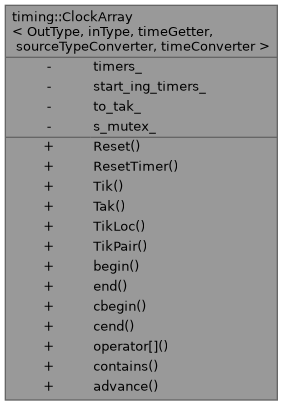 timing::ClockArray
< OutType, inType, timeGetter,
sourceTypeConverter, timeConverter >
- timers_
- start_ing_timers_
- to_tak_
- s_mutex_
+ Reset()
+ ResetTimer()
+ Tik()
+ Tak()
+ TikLoc()
+ TikPair()
+ begin()
+ end()
+ cbegin()
+ cend()
+ operator[]()
+ contains()
+ advance()